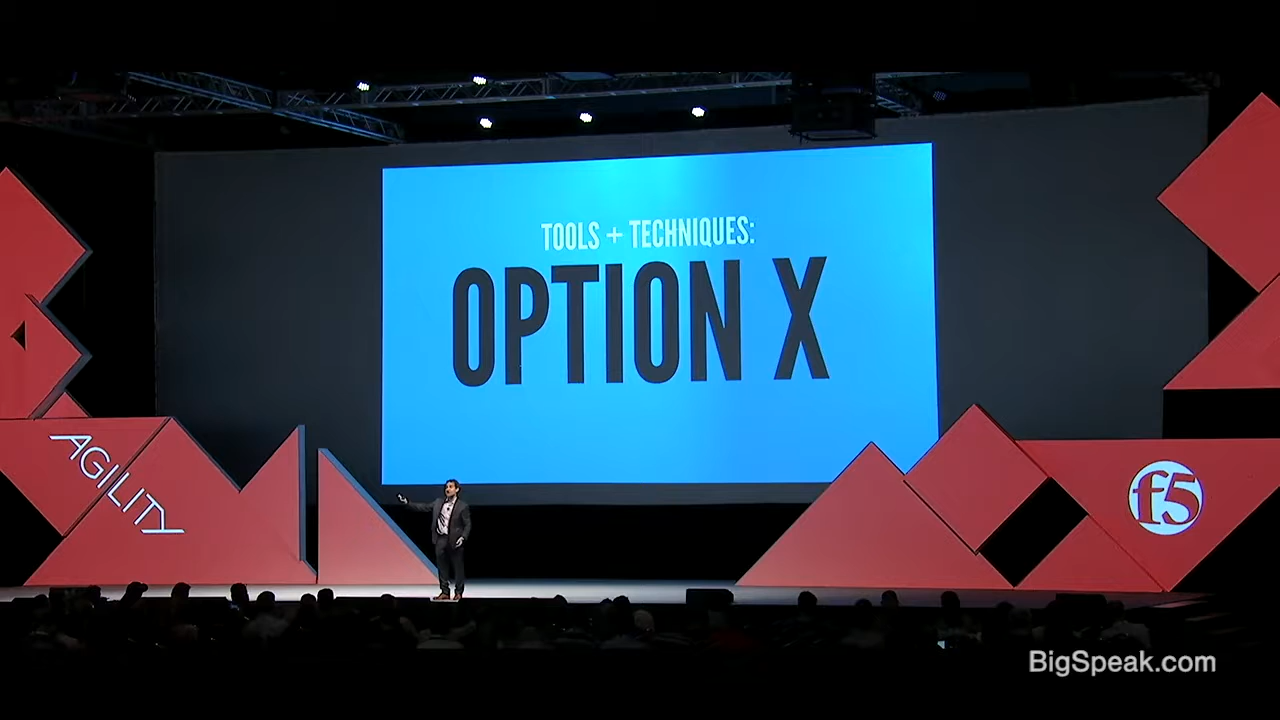 TOOLS + TECHNIQUES:
OPTION X
AGILITY
f5
BigSpeak.com